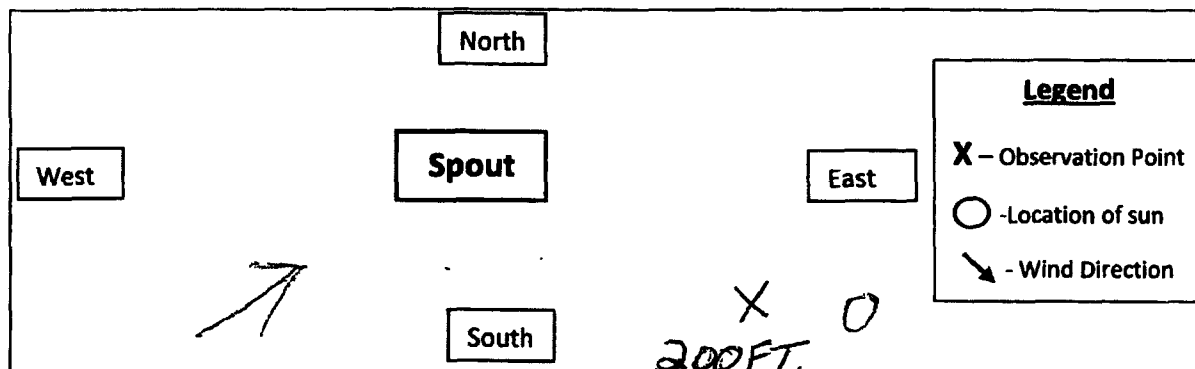 North
Legend
West
Spout
East
X – Observation Point
O -Location of sun
- Wind Direction
X O
South
200FT.